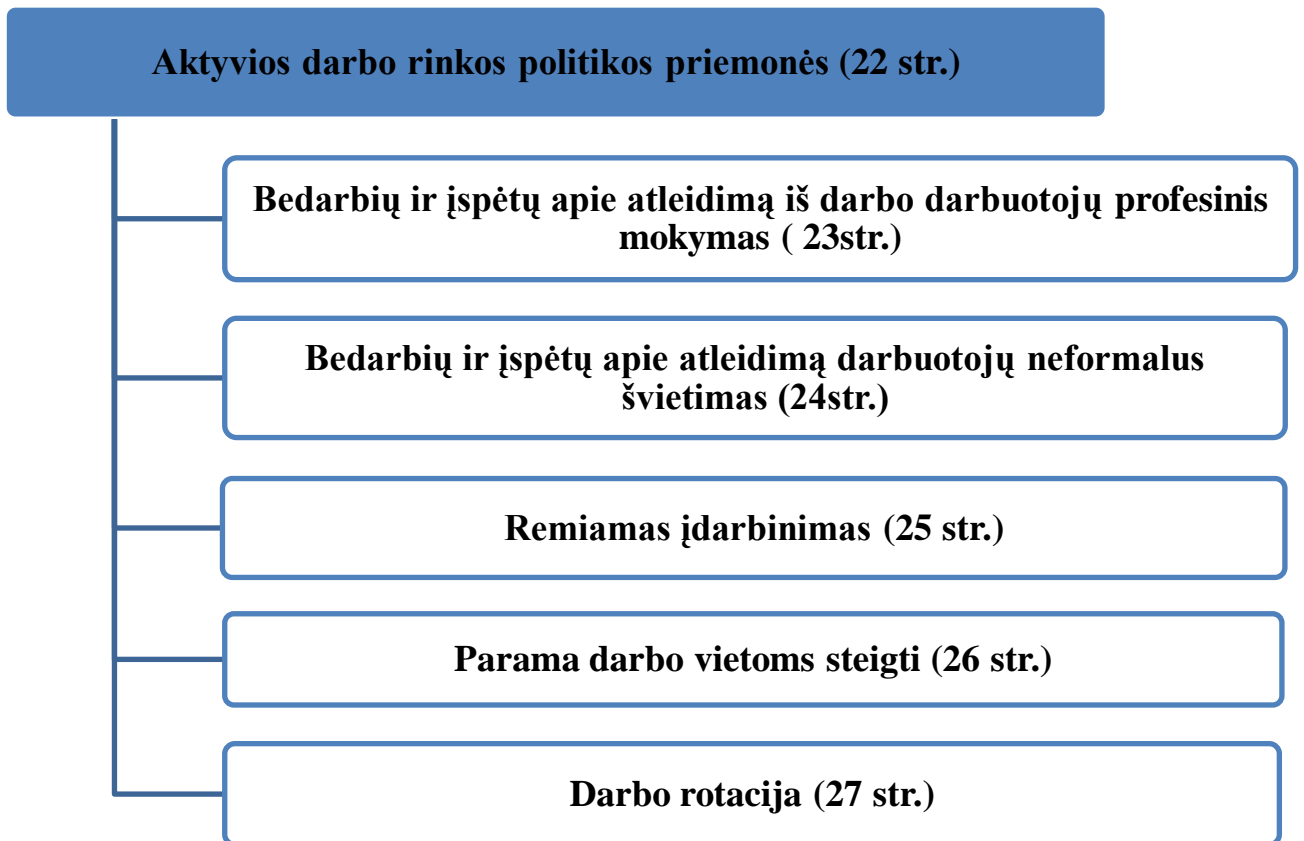 Aktyvios darbo rinkos politikos priemonės (22 str.)
Bedarbių ir įspėtų apie atleidimą iš darbo darbuotojų profesinis
mokymas ( 23str.)
Bedarbių ir įspėtų apie atleidimą darbuotojų neformalus
švietimas (24str.)
Remiamas įdarbinimas (25 str.)
Parama darbo vietoms steigti (26 str.)
Darbo rotacija (27 str.)